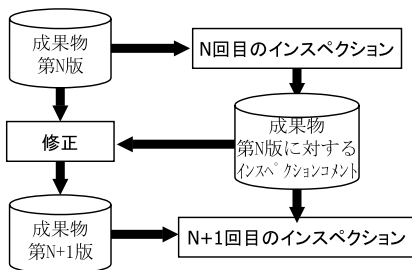 成果物
第N版
N回目のインスペクション
成果物
第N版に対する
インスペクションコメント
修正
成果物
第N+1版
N+1回目のインスペクション